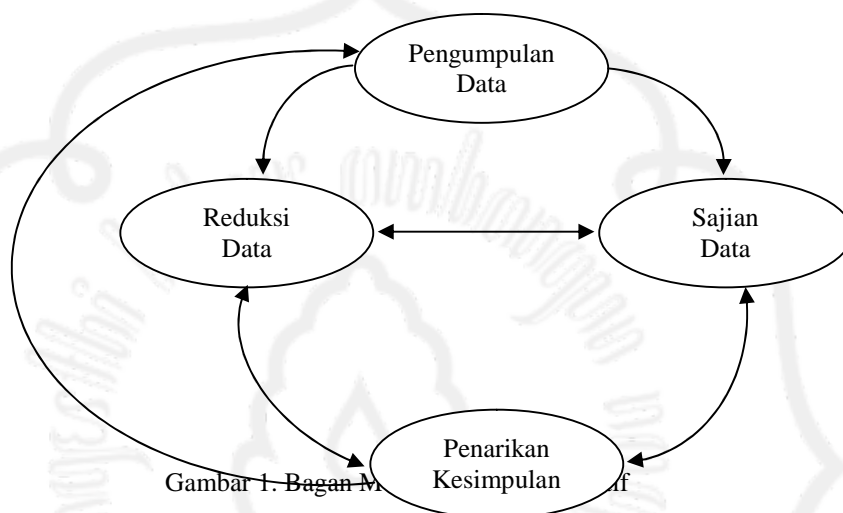 Pengumpulan
Data
Reduksi
Data
Sajian
Data
Penarikan
Kesimpulan
Gambar 1. Bagan